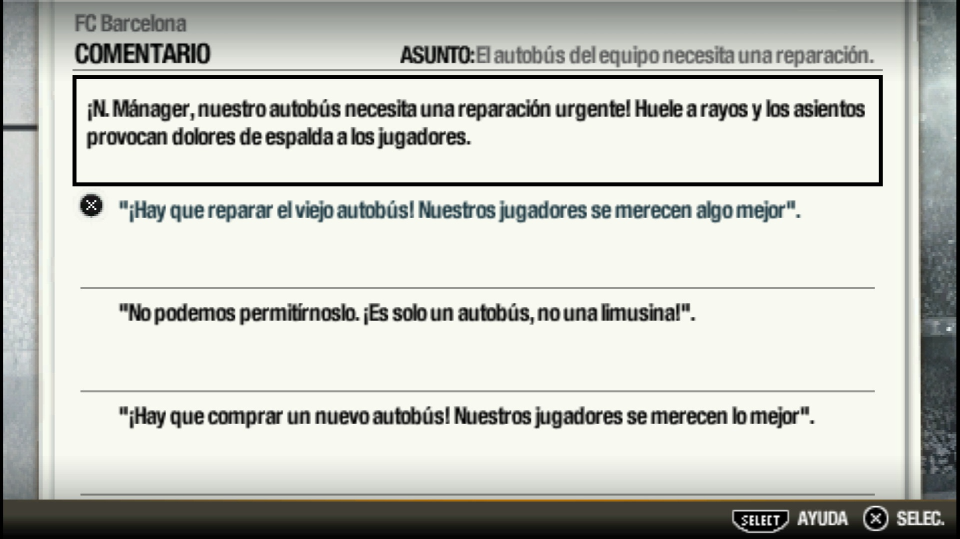 FC Barcelona
COMENTARIO
ASUNTO:El autobús del equipo necesita una reparación.
¡N. Mánager, nuestro autobús necesita una reparación urgente! Huele a rayos y los asientos
provocan dolores de espalda a los jugadores.
"¡Hay que reparar el viejo autobús! Nuestros jugadores se merecen algo mejor".
"No podemos permitírnoslo. ¡Es solo un autobús, no una limusina!".
"¡Hay que comprar un nuevo autobús! Nuestros jugadores se merecen lo mejor".
SELECT AYUDA SELEC.